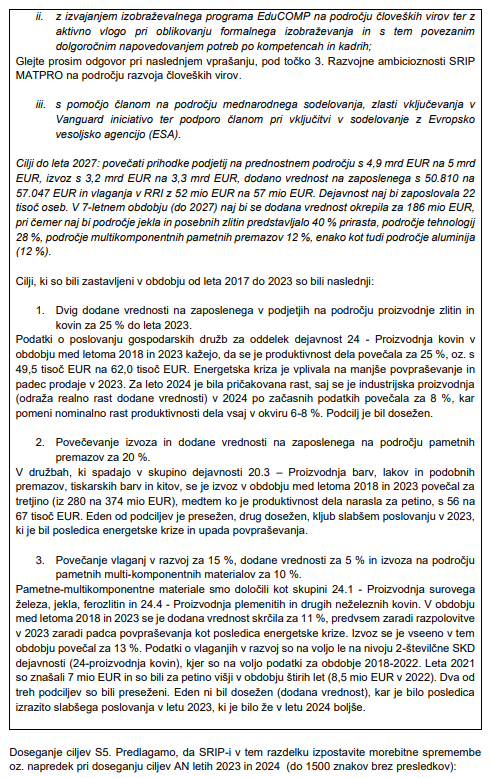 ii. z izvajanjem izobraževalnega programa EduCOMP na področju človeških virov ter z
aktivno vlogo pri oblikovanju formalnega izobraževanja in s tem povezanim
dolgoročnim napovedovanjem potreb po kompetencah in kadrih;
Glejte prosim odgovor pri naslednjem vprašanju, pod točko 3. Razvojne ambicioznosti SRIP
MATPRO na področju razvoja človeških virov.
iii. s pomočjo članom na področju mednarodnega sodelovanja, zlasti vključevanja v
Vanguard iniciativo ter podporo članom pri vključitvi v sodelovanje z Evropsko
vesoljsko agencijo (ESA).
Cilji do leta 2027: povečati prihodke podjetij na prednostnem področju s 4,9 mrd EUR na 5 mrd
EUR, izvoz s 3,2 mrd EUR na 3,3 mrd EUR, dodano vrednost na zaposlenega s 50.810 na
57.047 EUR in vlaganja v RRI z 52 mio EUR na 57 mio EUR. Dejavnost naj bi zaposlovala 22
tisoč oseb. V 7-letnem obdobju (do 2027) naj bi se dodana vrednost okrepila za 186 mio EUR,
pri čemer naj bi področje jekla in posebnih zlitin predstavljalo 40 % prirasta, področje tehnologij
28 %, področje multikomponentnih pametnih premazov 12 %, enako kot tudi področje aluminija
(12 %).
Cilji, ki so bili zastavljeni v obdobju od leta 2017 do 2023 so bili naslednji:
1. Dvig dodane vrednosti na zaposlenega v podjetjih na področju proizvodnje zlitin in
kovin za 25 % do leta 2023.
Podatki o poslovanju gospodarskih družb za oddelek dejavnost 24 - Proizvodnja kovin v
obdobju med letoma 2018 in 2023 kažejo, da se je produktivnost dela povečala za 25 %, oz. s
49,5 tisoč EUR na 62,0 tisoč EUR. Energetska kriza je vplivala na manjše povpraševanje in
padec prodaje v 2023. Za leto 2024 je bila pričakovana rast, saj se je industrijska proizvodnja
(odraža realno rast dodane vrednosti) v 2024 po začasnih podatkih povečala za 8 %, kar
pomeni nominalno rast produktivnosti dela vsaj v okviru 6-8 %. Podcilj je bil dosežen.
2. Povečevanje izvoza in dodane vrednosti na zaposlenega na področju pametnih
premazov za 20 %.
V družbah, ki spadajo v skupino dejavnosti 20.3 – Proizvodnja barv, lakov in podobnih
premazov, tiskarskih barv in kitov, se je izvoz v obdobju med letoma 2018 in 2023 povečal za
tretjino (iz 280 na 374 mio EUR), medtem ko je produktivnost dela narasla za petino, s 56 na
67 tisoč EUR. Eden od podciljev je presežen, drug dosežen, kljub slabšem poslovanju v 2023,
ki je bil posledica energetske krize in upada povpraševanja.
3. Povečanje vlaganj v razvoj za 15 %, dodane vrednosti za 5 % in izvoza na področju
pametnih multi-komponentnih materialov za 10 %.
Pametne-multikomponentne materiale smo določili kot skupini 24.1 - Proizvodnja surovega
železa, jekla, ferozlitin in 24.4 - Proizvodnja plemenitih in drugih neželeznih kovin. V obdobju
med letoma 2018 in 2023 se je dodana vrednost skrčila za 11 %, predvsem zaradi razpolovitve
v 2023 zaradi padca povpraševanja kot posledica energetske krize. Izvoz se je vseeno v tem
obdobju povečal za 13 %. Podatki o vlaganjih v razvoj so na voljo le na nivoju 2-številčne SKD
dejavnosti (24-proizvodnja kovin), kjer so na voljo podatki za obdobje 2018-2022. Leta 2021
so znašali 7 mio EUR in so bili za petino višji v obdobju štirih let (8,5 mio EUR v 2022). Dva od
treh podciljev so bili preseženi. Eden ni bil dosežen (dodana vrednost), kar je bilo posledica
izrazito slabšega poslovanja v letu 2023, ki je bilo že v letu 2024 boljše.
Doseganje ciljev S5. Predlagamo, da SRIP-i v tem razdelku izpostavite morebitne spremembe
oz. napredek pri doseganju ciljev AN letih 2023 in 2024 (do 1500 znakov brez presledkov):